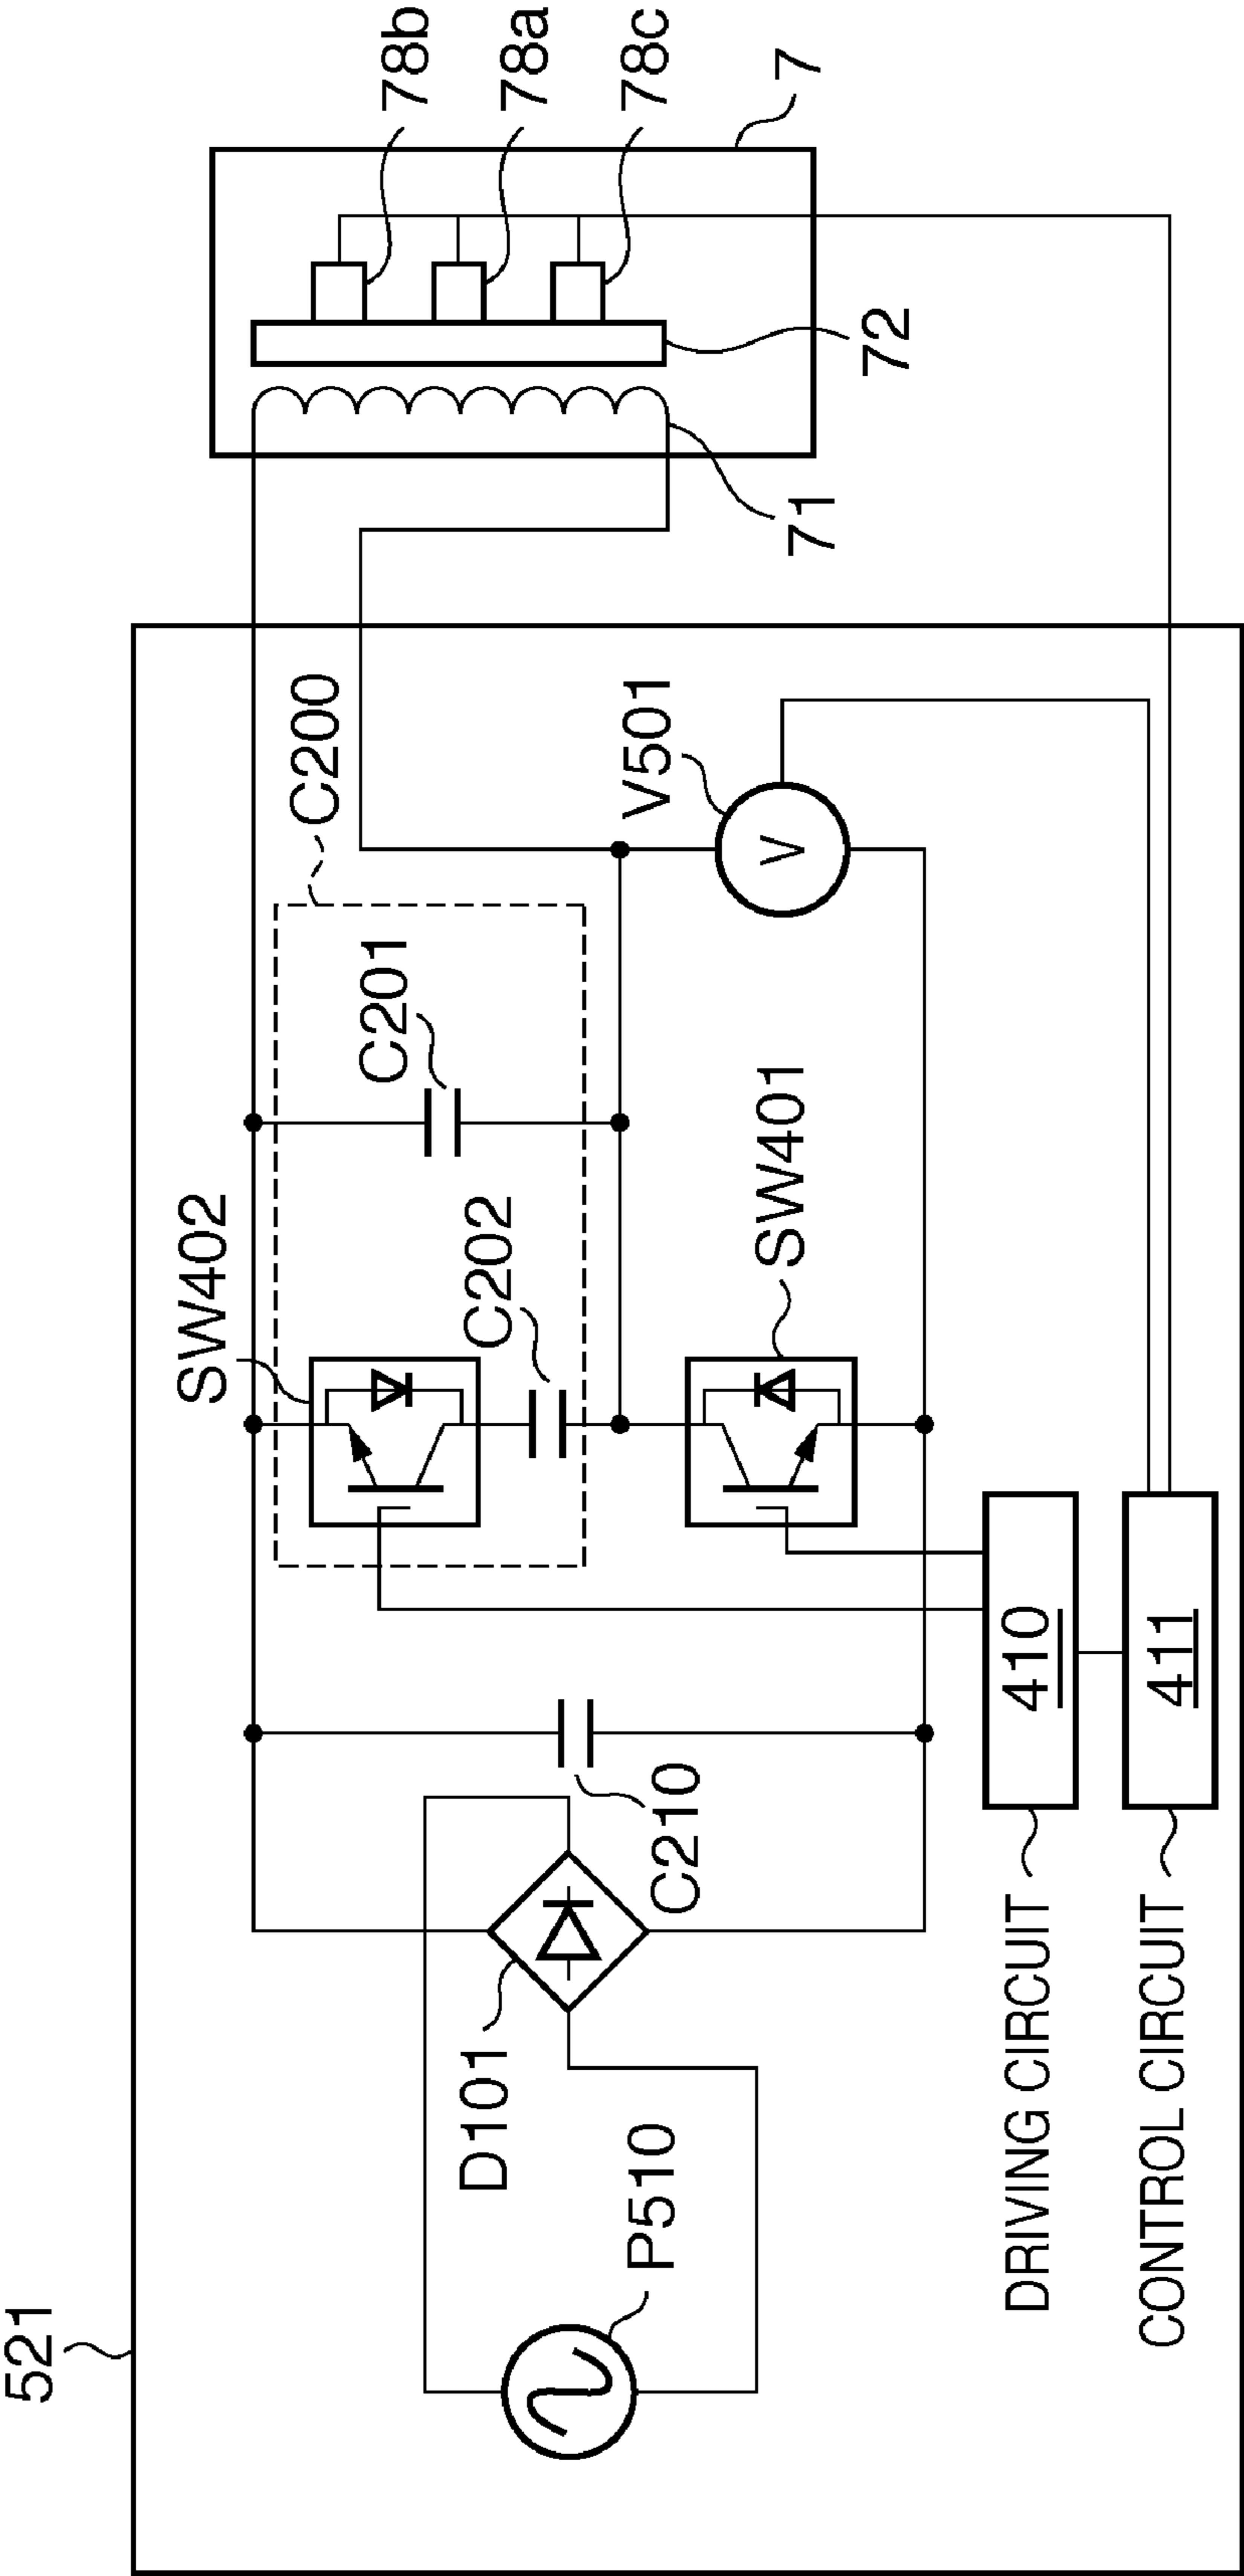 521
P510
D101
C210
SW402
C202
C201
C200
SW401
V501
V
DRIVING CIRCUIT
410
CONTROL CIRCUIT
411
71
72
78b
78a
78c
7